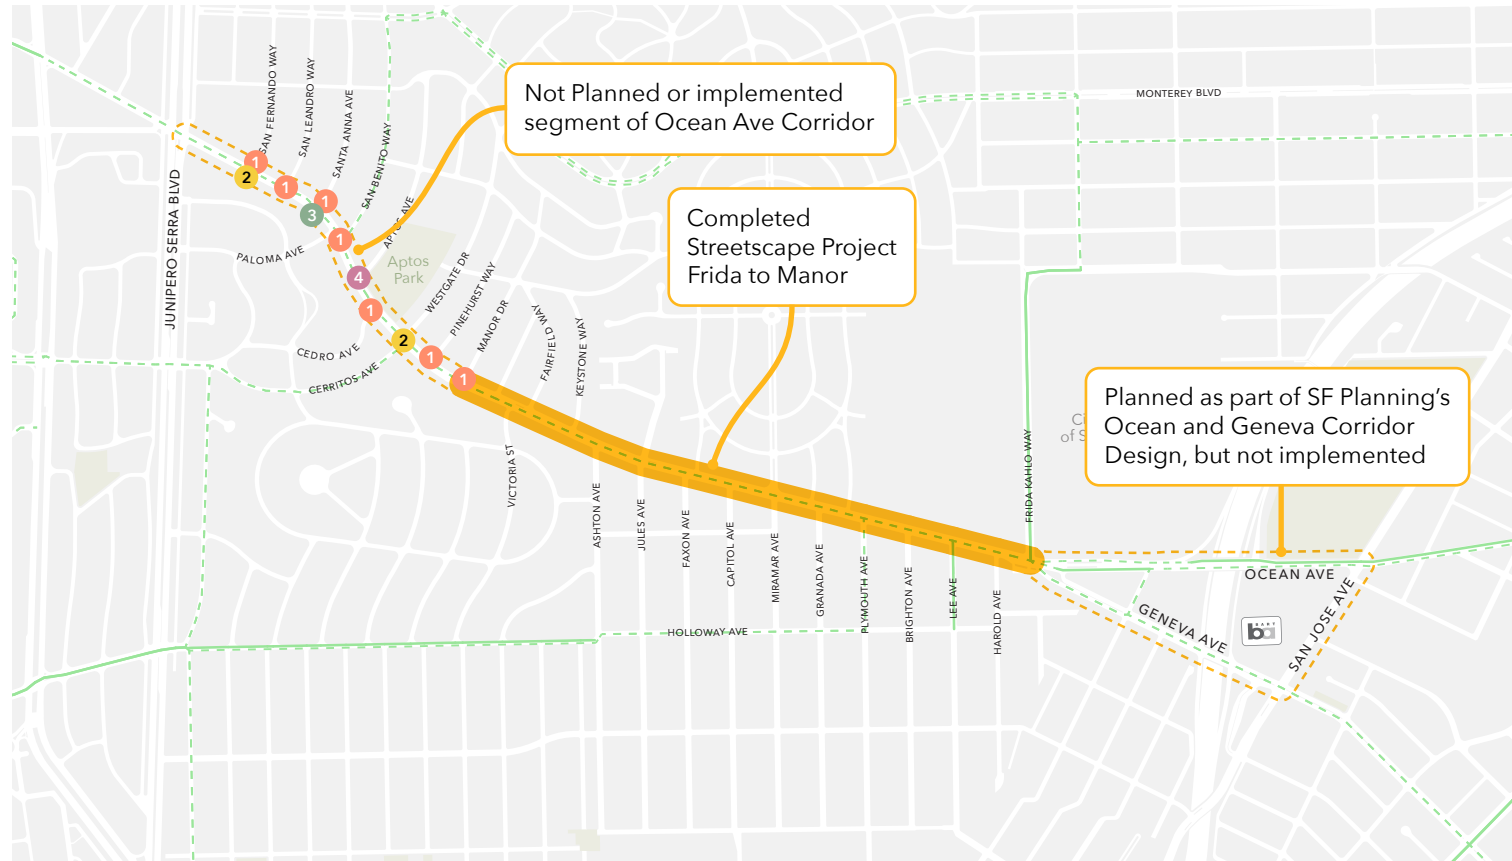 Not Planned or implemented
segment of Ocean Ave Corridor
Completed
Streetscape Project
Frida to Manor
Planned as part of SF Planning's
Ocean and Geneva Corridor
Design, but not implemented
MONTEREY BLVD
SAN FERNANDO WAY
SAN LEANDRO WAY
SANTA ANNA AVE
SAN BENITO WAY
APTOS AVE
JUNIPERO SERRA BLVD
1
2
1
1
3
1
4
1
2
1
1
PALOMA AVE
Aptos
Park
WESTGATE DR
PINEHURST WAY
MANOR DR
FAIRFIELD WAY
KEYSTONE WAY
CEDRO AVE
CERRITOS AVE
VICTORIA ST
ASHTON AVE
JULES AVE
FAXON AVE
CAPITOL AVE
MIRAMAR AVE
GRANADA AVE
PLYMOUTH AVE
BRIGHTON AVE
LEE AVE
HAROLD AVE
FRIDA KAHLO WAY
Ci
of S
HOLLOWAY AVE
OCEAN AVE
GENEVA AVE
SAN JOSE AVE
BART
ba